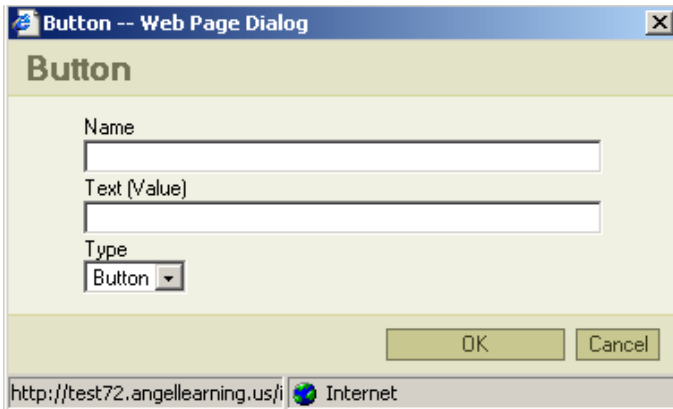 Button -- Web Page Dialog
Button
Name
Text (Value)
Type
Button
OK Cancel
http://test72.angellearning.us/i Internet